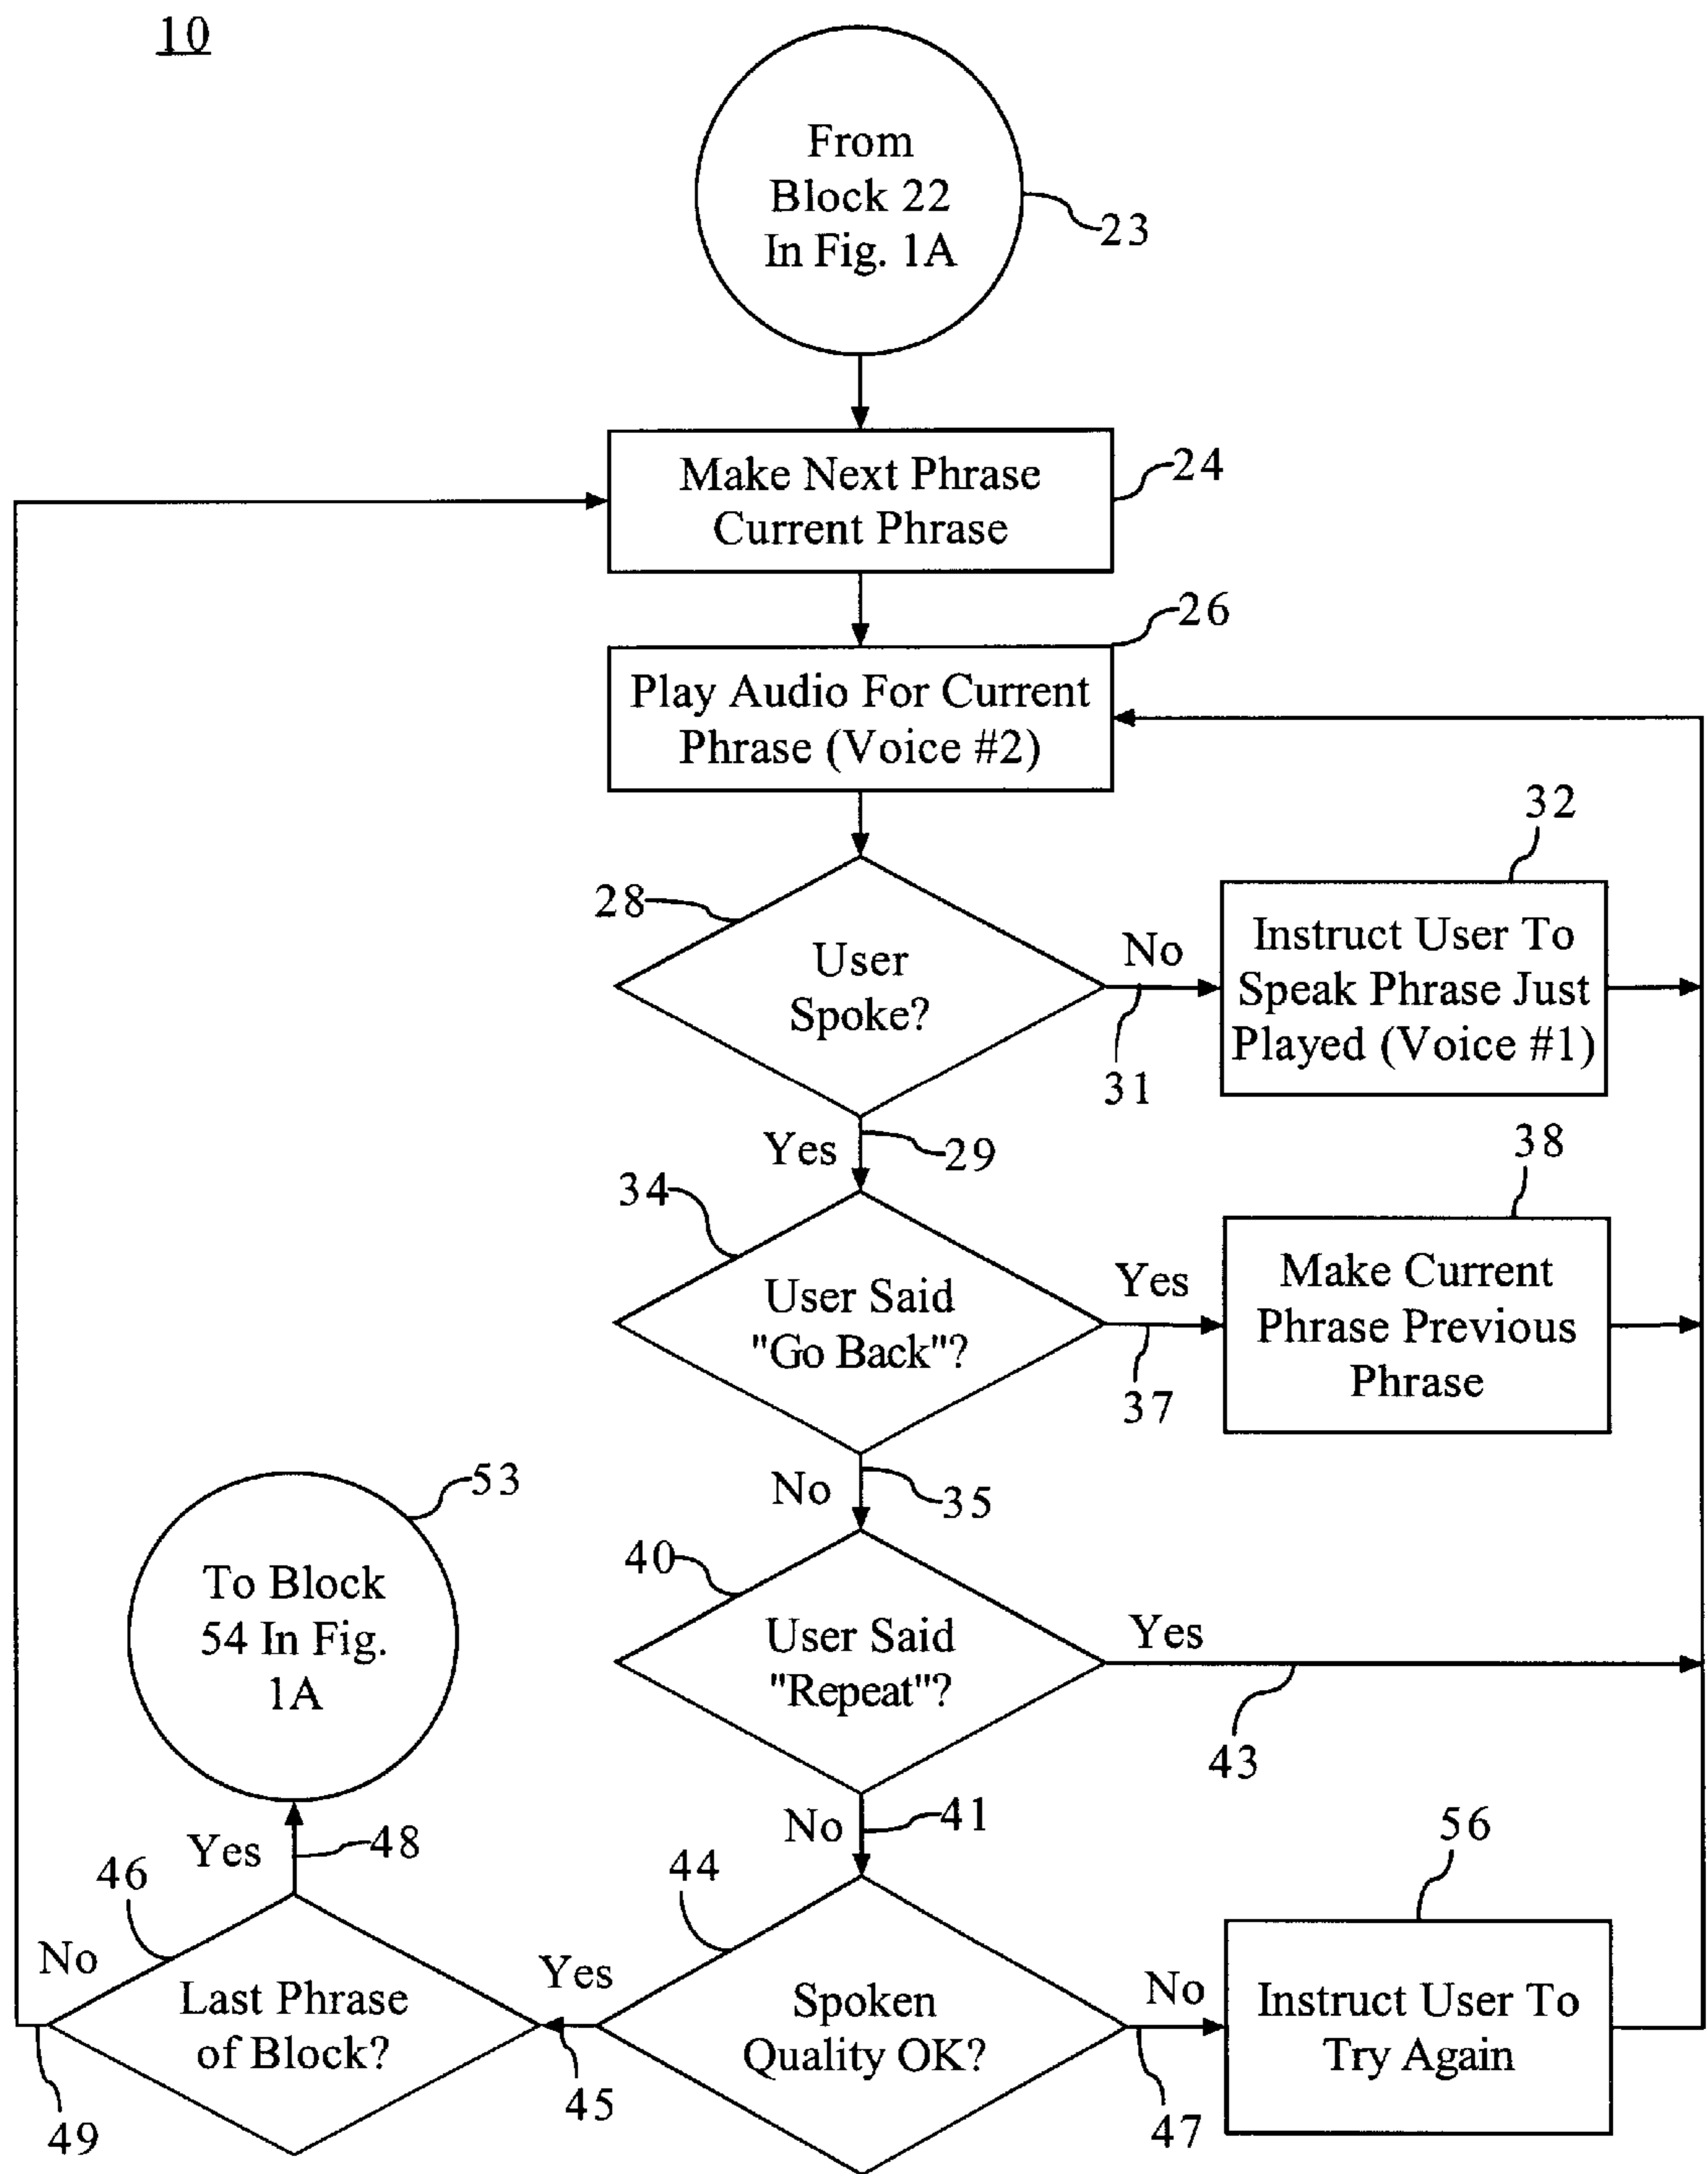 10
From
Block 22
In Fig. 1A
23
Make Next Phrase
Current Phrase
24
26
Play Audio For Current
Phrase (Voice #2)
28
User
Spoke?
No
31
32
Instruct User To
Speak Phrase Just
Played (Voice #1)
Yes
29
34
User Said
"Go Back"?
Yes
37
38
Make Current
Phrase Previous
Phrase
No
35
40
User Said
"Repeat"?
Yes
43
No
41
53
To Block
54 In Fig.
1A
Yes
48
46
No
Last Phrase
of Block?
49
Yes
45
44
Spoken
Quality OK?
No
47
56
Instruct User To
Try Again